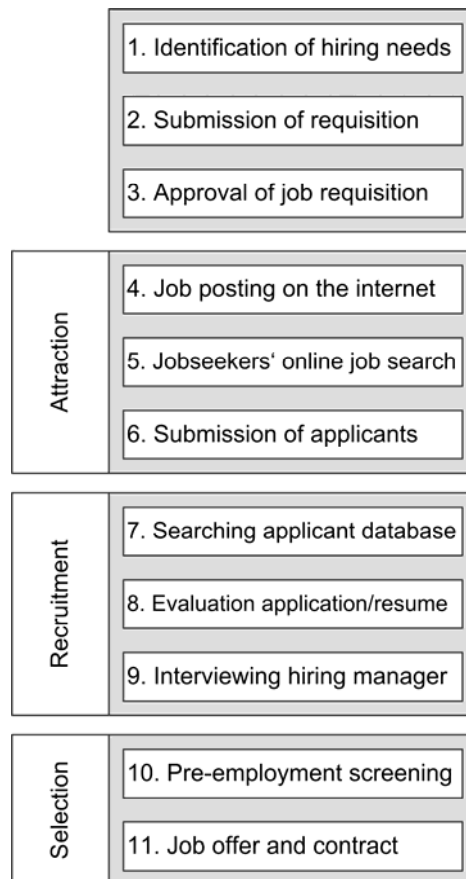 1. Identification of hiring needs
2. Submission of requisition
3. Approval of job requisition
Attraction
4. Job posting on the internet
5. Jobseekers‘ online job search
6. Submission of applicants
Recruitment
7. Searching applicant database
8. Evaluation application/resume
9. Interviewing hiring manager
Selection
10. Pre-employment screening
11. Job offer and contract